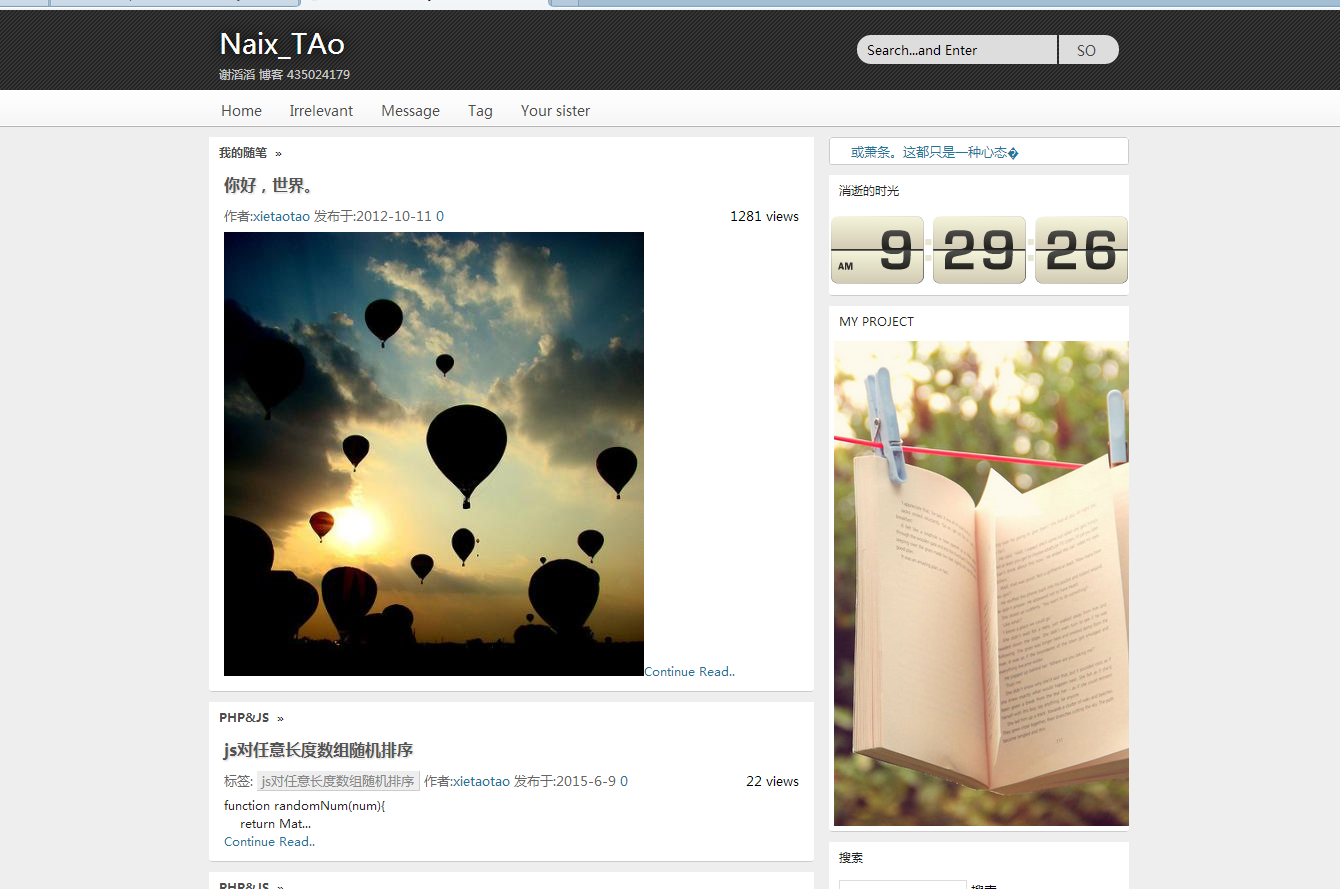 Naix_TAo
谢滔滔 博客 435024179
Search...and Enter
SO
Home Irrelevant Message Tag Your sister
我的随笔 »
你好，世界。
作者:xietaotao 发布于:2012-10-11 0
1281 views
Continue Read..
PHP&JS »
js对任意长度数组随机排序
标签: js对任意长度数组随机排序 作者:xietaotao 发布于:2015-6-9 0
22 views
function randomNum(num){
return Mat...
Continue Read..
PHP&JS »
或萧条。这都只是一种心态�
消逝的时光
AM 9 29 26
MY PROJECT
搜索
搜索